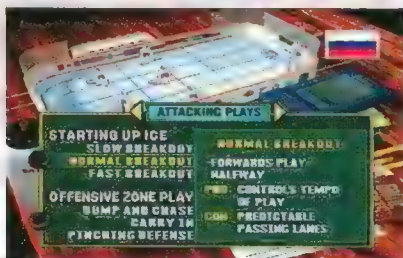 ATTACKING PLAYS
STARTING UP ICE
SLOW BREAKOUT
NORMAL BREAKOUT
FAST BREAKOUT
OFFENSIVE ZONE PLAY
DUMP AND CHASE
CARRY IN
PINCHING DEFENSE
NORMAL BREAKOUT
FORWARDS PLAY
HALFWAY
PRO: CONTROLS TEMPO
OF PLAY
CON: PREDICTABLE
PASSING LANES